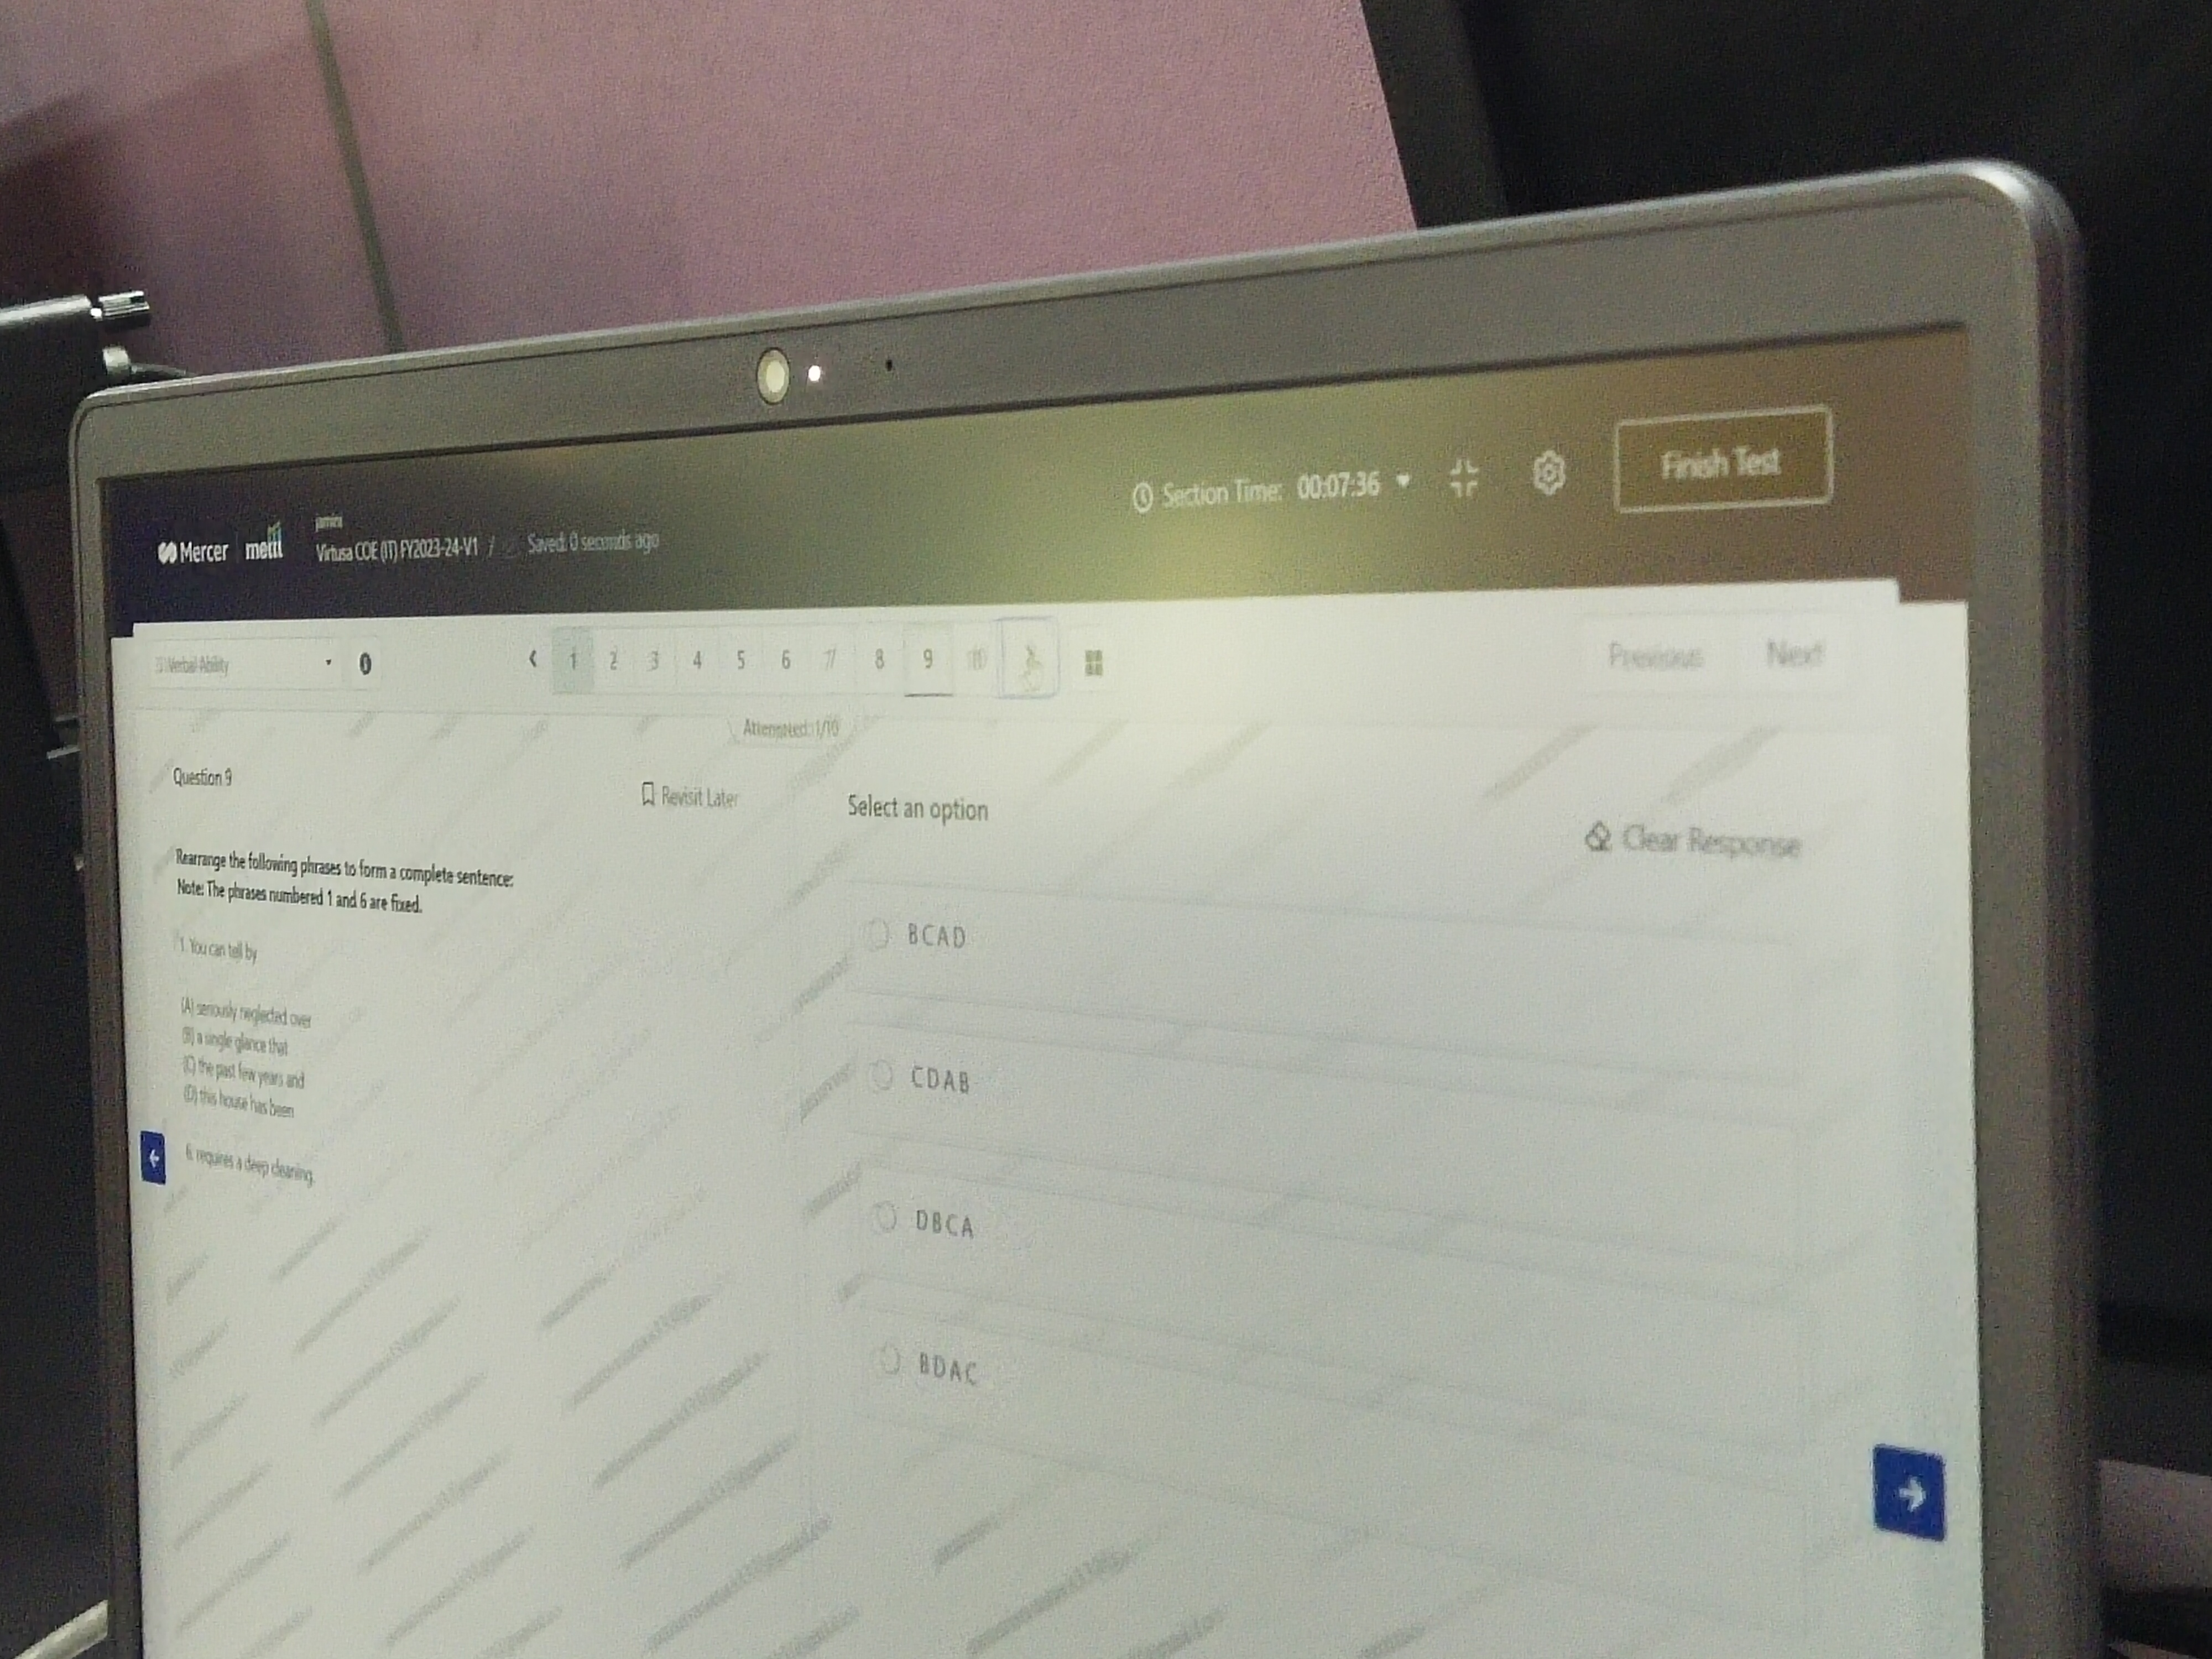 Mercer mettl
Virtusa COE (IT) FY2023-24-V1 / Saved: 0 seconds ago
Section Time: 00:07:36
Finish Test
Verbal Ability
1 2 3 4 5 6 7 8 9 10
Previous Next
Attempted: 1/10
Question 9
Revisit Later
Select an option
Clear Response
Rearrange the following phrases to form a complete sentence:
Note: The phrases numbered 1 and 6 are fixed.
1. You can tell by
(A) seriously neglected over
(B) a single glance that
(C) the past few years and
(D) this house has been
6. requires a deep cleaning.
BCAD
CDAB
DBCA
BDAC